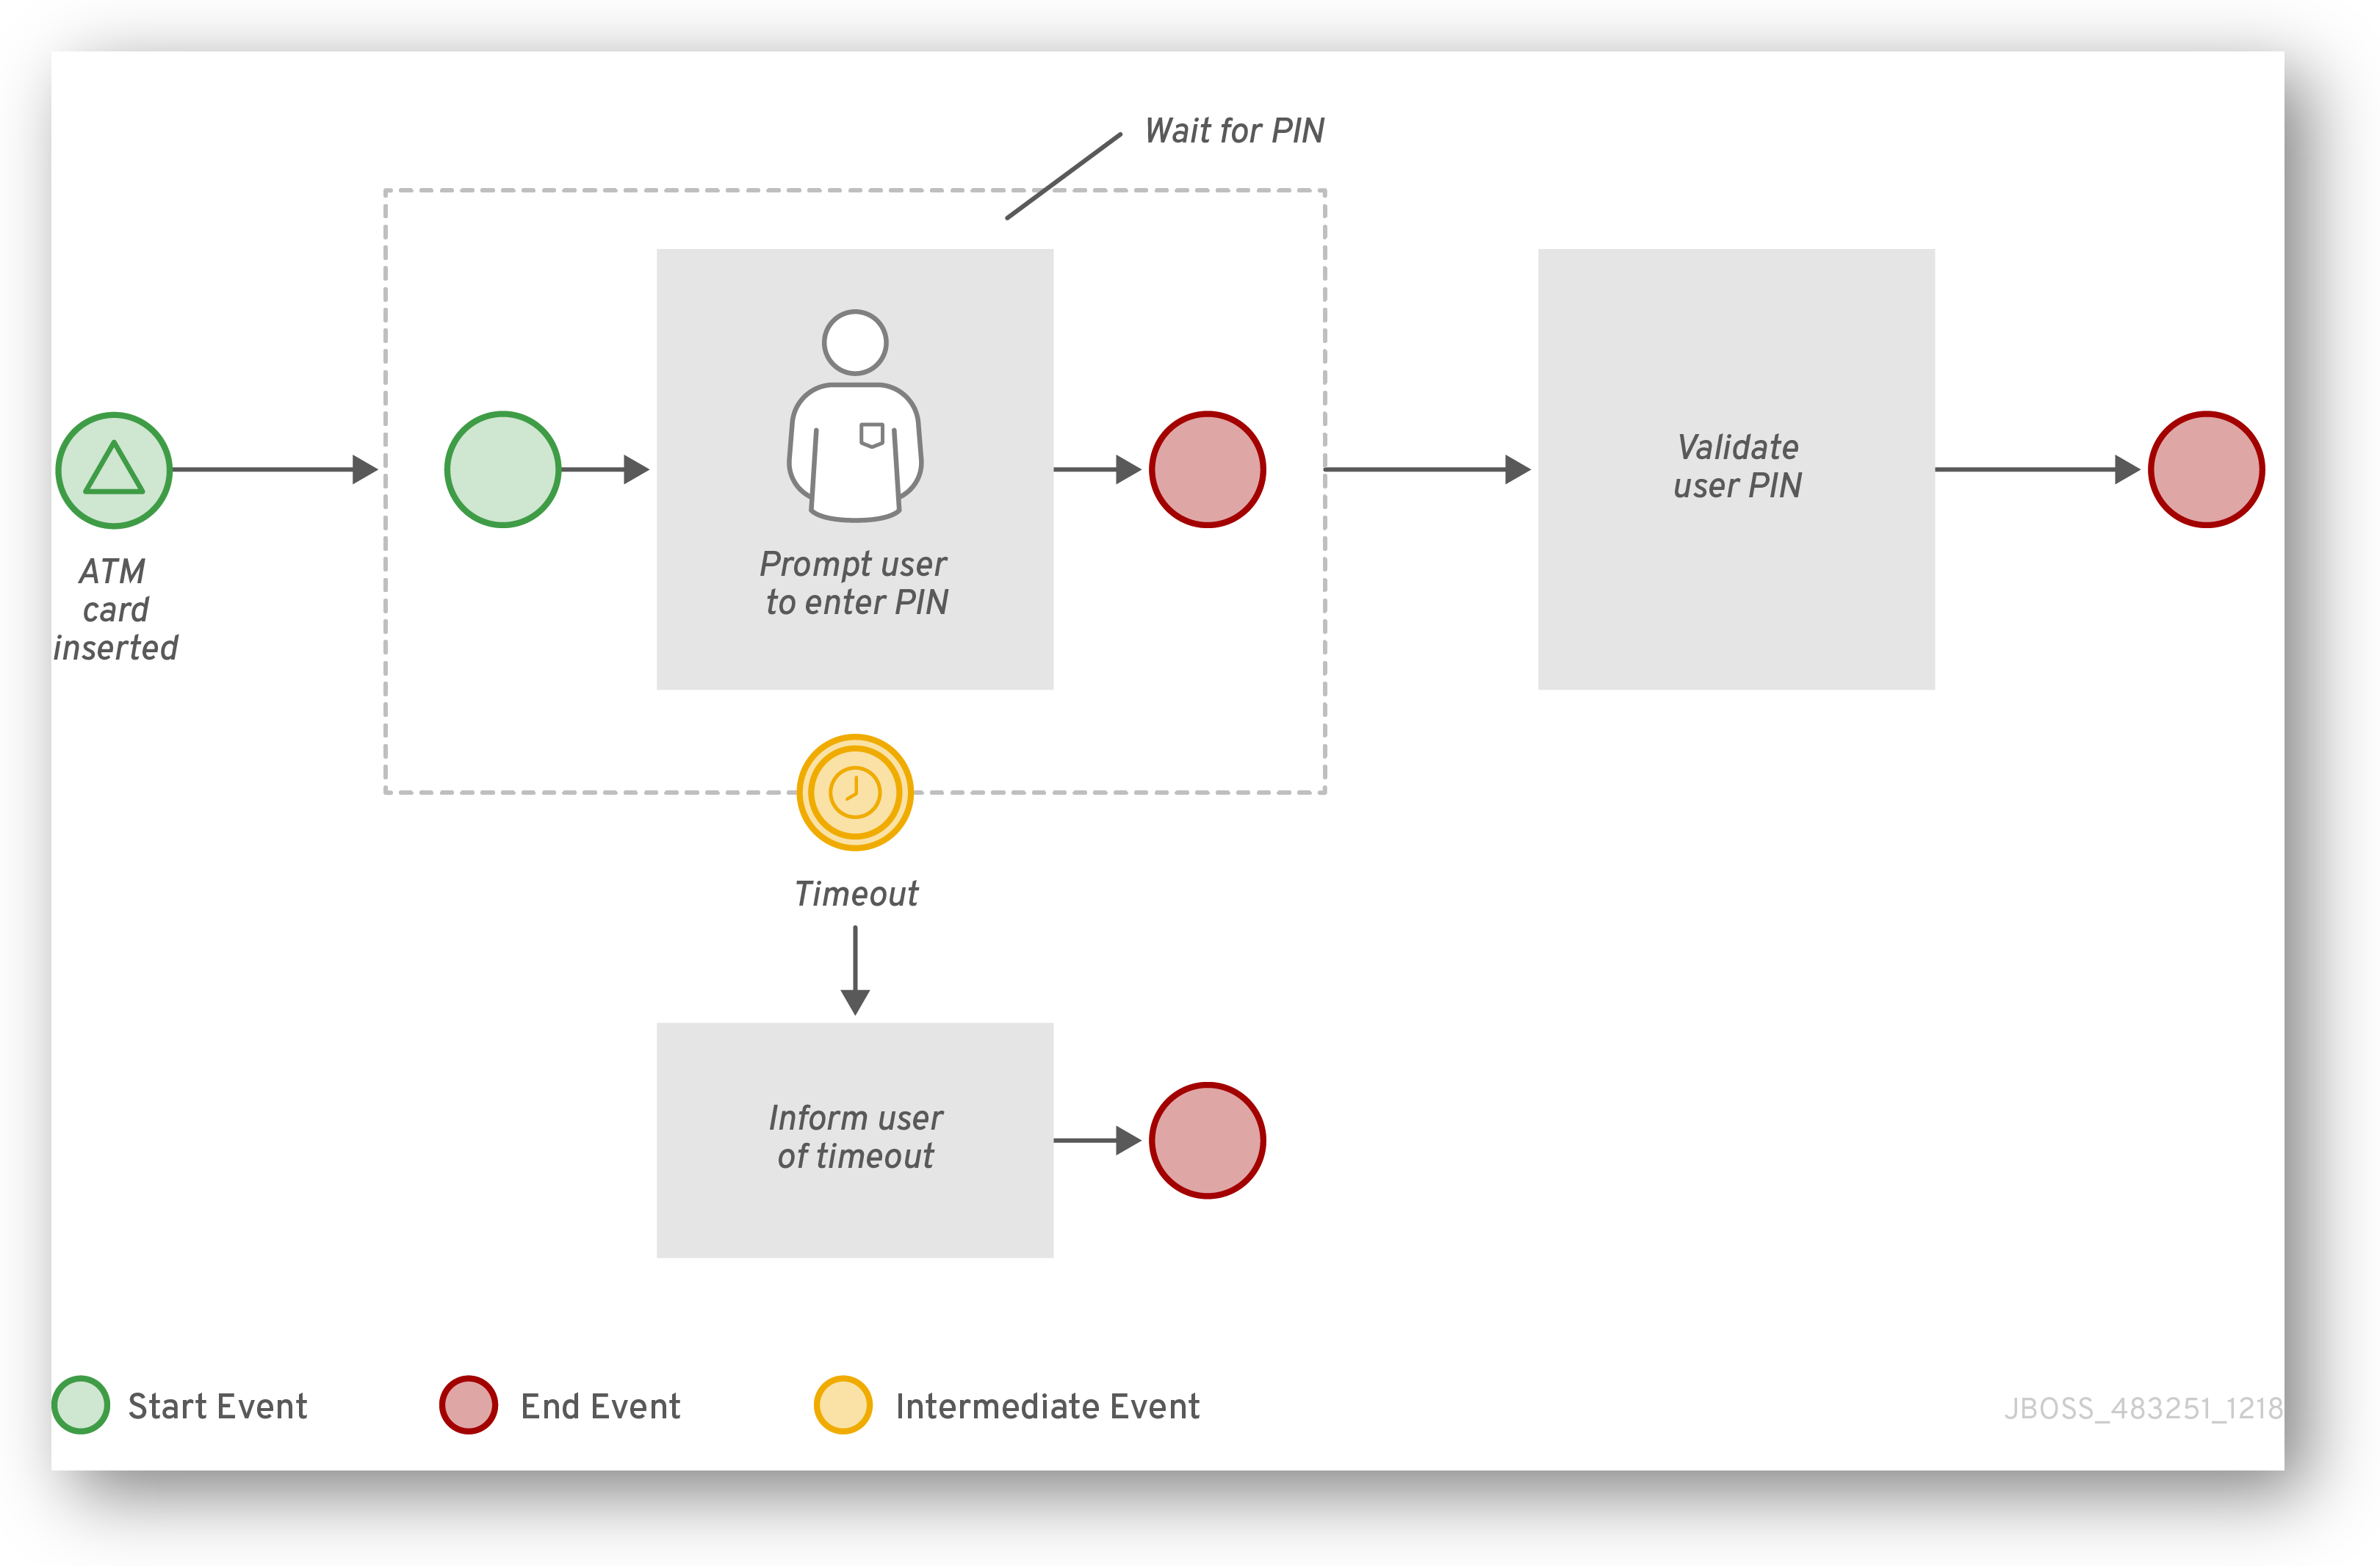 Wait for PIN
ATM
card
inserted
Prompt user
to enter PIN
Validate
user PIN
Timeout
Inform user
of timeout
Start Event
End Event
Intermediate Event
JBOSS_483251_1218